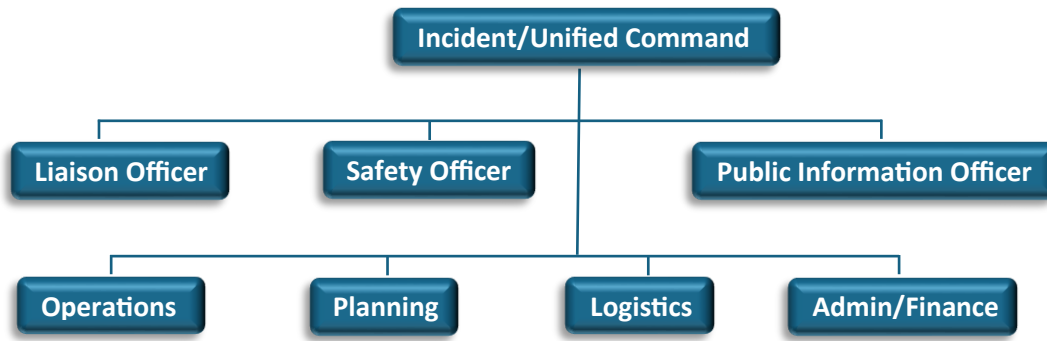 Incident/Unified Command
Liaison Officer
Safety Officer
Public Information Officer
Operations
Planning
Logistics
Admin/Finance